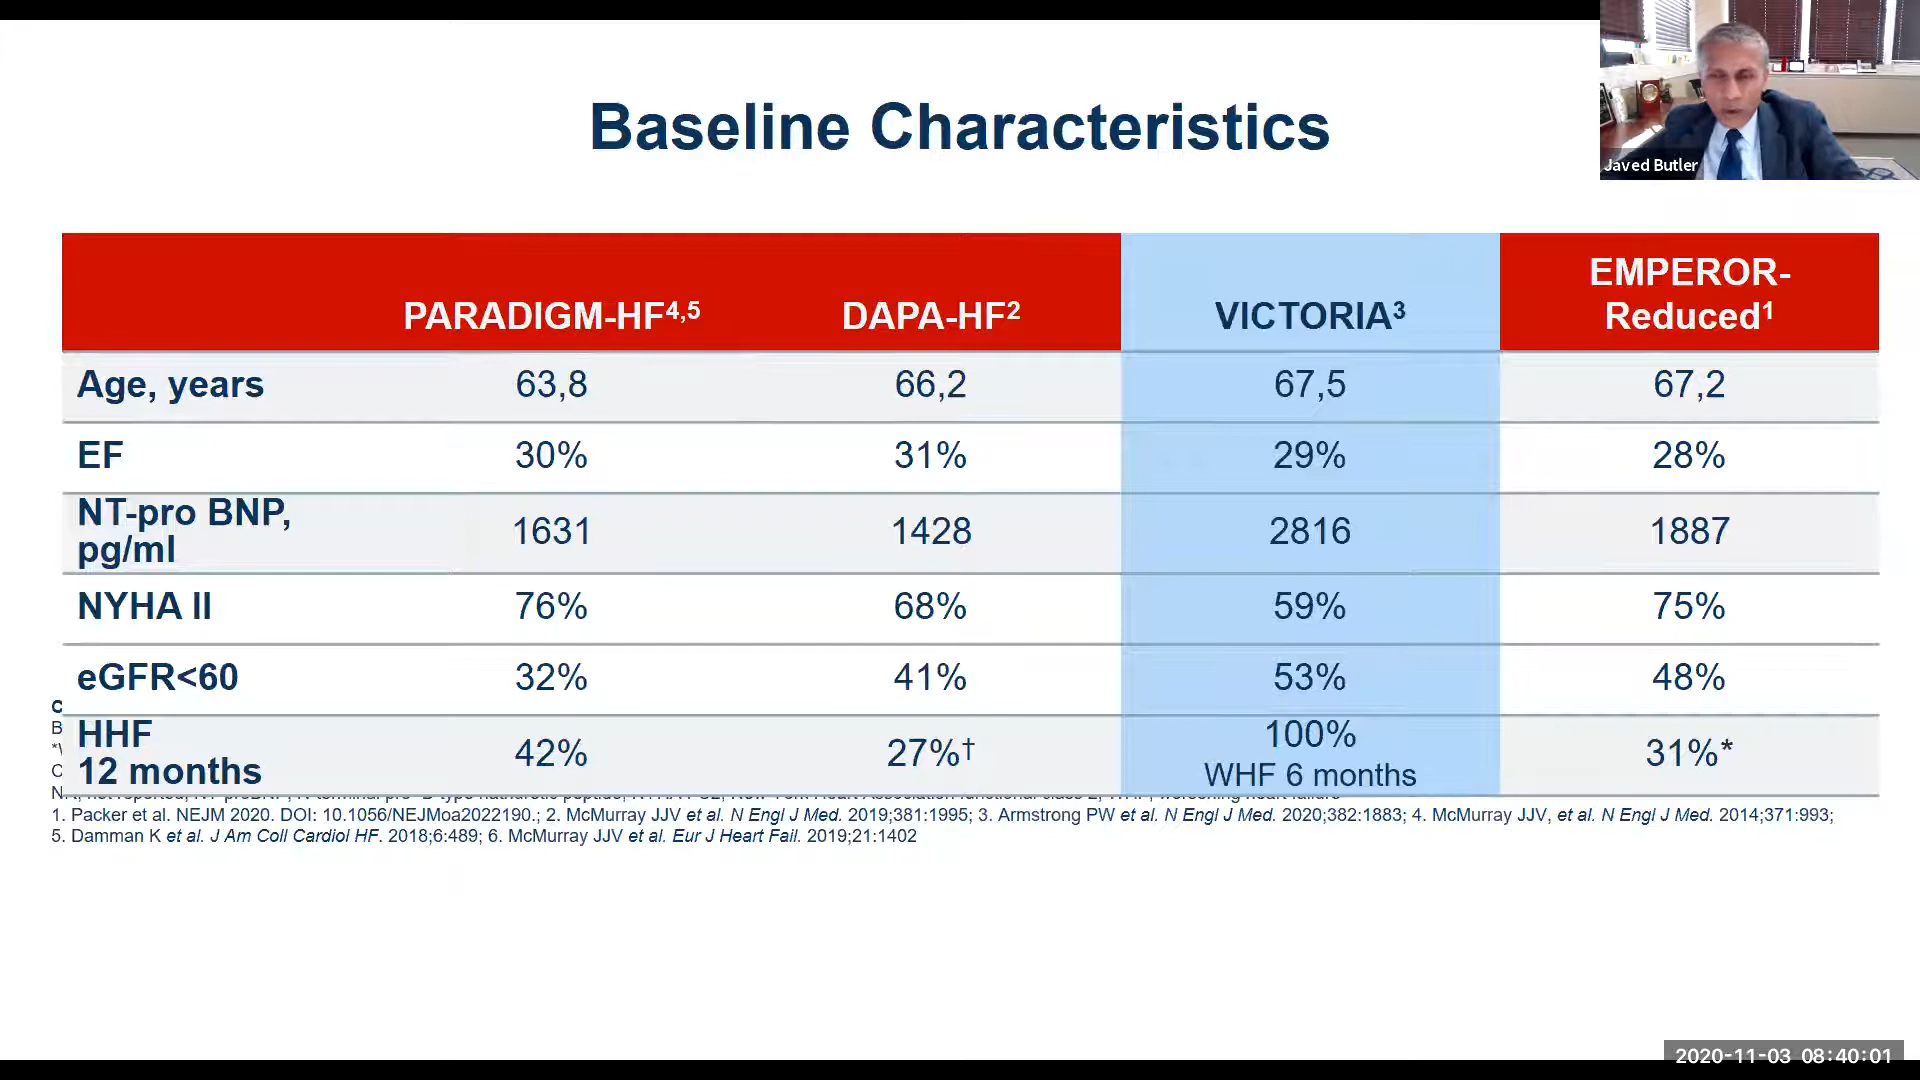 Baseline Characteristics
Javed Butler
PARADIGM-HF4,5 DAPA-HF2 VICTORIA3 EMPEROR-
Reduced1
Age, years 63,8 66,2 67,5 67,2
EF 30% 31% 29% 28%
NT-pro BNP,
pg/ml 1631 1428 2816 1887
NYHA II 76% 68% 59% 75%
eGFR<60 32% 41% 53% 48%
HHF
12 months 42% 27%† 100% 31%*
WHF 6 months
1. Packer et al. NEJM 2020. DOI: 10.1056/NEJMoa2022190.; 2. McMurray JJV et al. N Engl J Med. 2019;381:1995; 3. Armstrong PW et al. N Engl J Med. 2020;382:1883; 4. McMurray JJV, et al. N Engl J Med. 2014;371:993;
5. Damman K et al. J Am Coll Cardiol HF. 2018;6:489; 6. McMurray JJV et al. Eur J Heart Fail. 2019;21:1402
2020-11-03 08:40:01